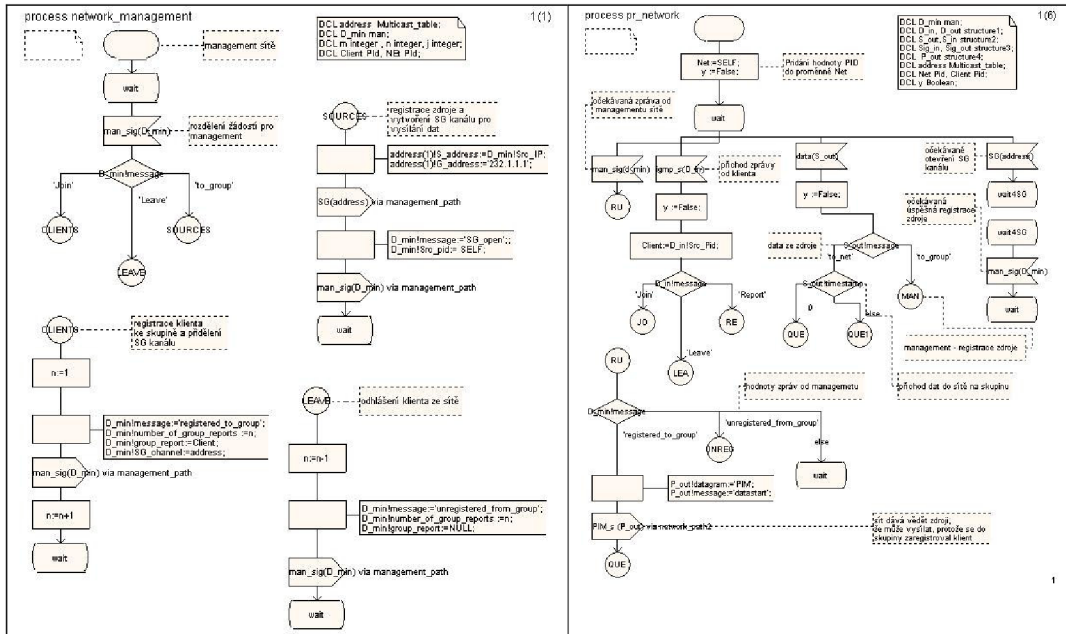 process network_management
1(1)
DCL address Multicast_table;
DCL D_min man;
DCL m integer , n integer, j integer;
DCL Client Pid, NEt Pid;
management sítě
wait
man_sig(D_min)
rozdělení žádostí pro
management
D_min!message
'Join'
'Leave'
'to_group'
CLIENTS
SOURCES
LEAVE
SOURCES
registrace zdroje a
vytvoření SG kanálu pro
vysítání dat
address(1)!S_address:=D_min!Src_IP;
address(1)!G_address:='232.1.1.1';
SG(address) via management_path
D_min!message:='SG_open';;
D_min!Src_pid:= SELF;
man_sig(D_min) via management_path
wait
CLIENTS
registrace klienta
ke skupině a přidělení
SG kanálu
n:=1
D_min!message:='registered_to_group';
D_min!number_of_group_reports :=n;
D_min!group_report:=Client;
D_min!SG_channel:=address;
man_sig(D_min) via management_path
n:=n+1
wait
LEAVE
odhlášení klienta ze sítě
n:=n-1
D_min!message:='unregistered_from_group';
D_min!number_of_group_reports :=n;
D_min!group_report:=NULL;
man_sig(D_min) via management_path
wait
process pr_network
1(6)
DCL D_min man;
DCL D_in, D_out structure1;
DCL S_out, S_in structure2;
DCL Sig_in, Sig_out structure3;
DCL P_out structure4;
DCL address Multicast_table;
DCL Net Pid, Client Pid;
DCL y Boolean;
Net:=SELF;
y :=False;
Přidání hodnoty PID
do proměnné Net
očekávaná zpráva od
managementu sítě
wait
man_sig(d_min)
igmp_s(D_in)
příchod zprávy
od klienta
data(S_out)
očekávané
otevření SG
kanálu
SG(address)
RU
y :=False;
y :=False;
wait4SG
očekávaná
úspěšná registrace
zdroje
wait4SG
Client:=D_in!Src_Pid;
data ze zdroje
S_out!message
man_sig(D_min)
'to_net'
'to_group'
D_in!message
S_out!timestamp
'Join'
'Report'
'Leave'
0
else
MAN
wait
JO
RE
QUE
QUE1
LEA
management - registrace zdroje
RU
hodnoty zpráv od managemetu
příchod dat do sítě na skupinu
D_min!message
'registered_to_group'
'unregistered_from_group'
else
UNREG
wait
P_out!datagram:='PIM';
P_out!message:='datastart';
PIM_s (P_out) via network_path2
síť dává vědět zdroji,
že může vysílat, protože se do
skupiny zaregistroval klient
QUE
1